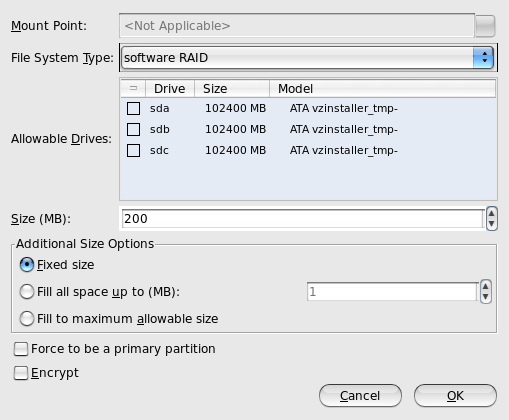 Mount Point: <Not Applicable>
File System Type: software RAID
Drive Size Model
sda 102400 MB ATA vzinstaller_tmp-
sdb 102400 MB ATA vzinstaller_tmp-
Allowable Drives:
sdc 102400 MB ATA vzinstaller_tmp-
Size (MB): 200
Additional Size Options
Fixed size
Fill all space up to (MB): 1
Fill to maximum allowable size
Force to be a primary partition
Encrypt
Cancel OK